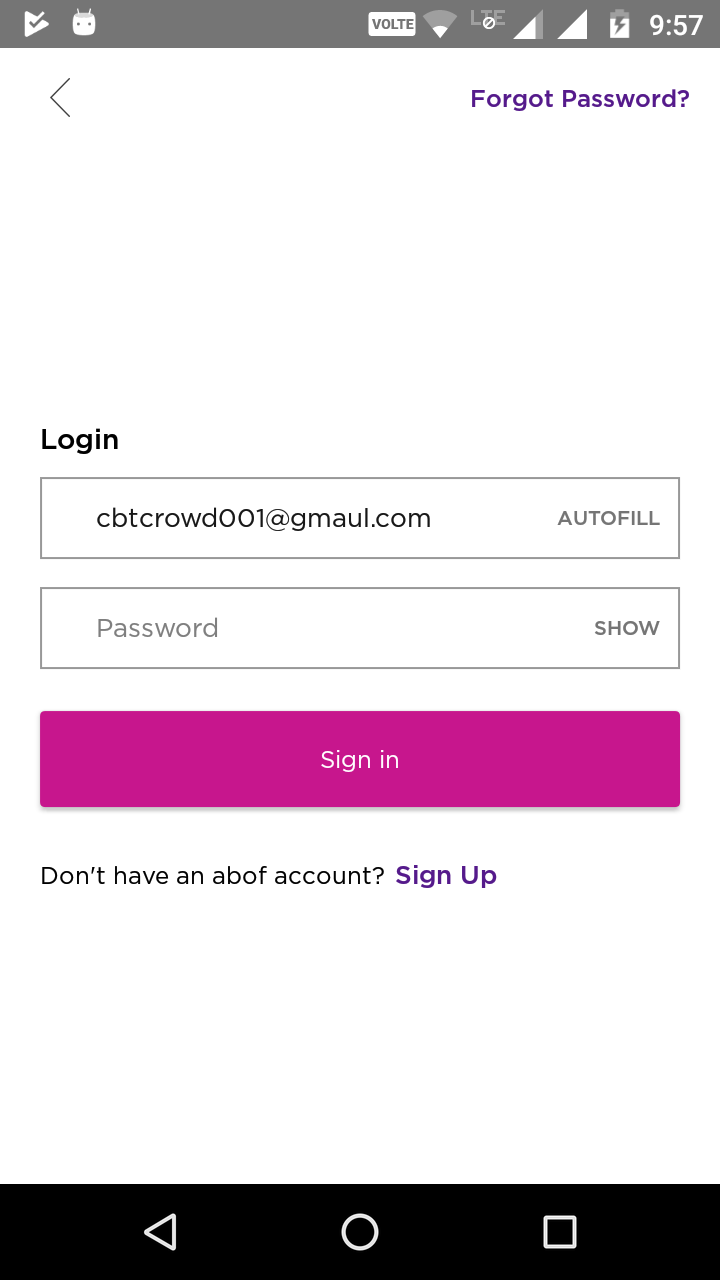 VOLTE LTE 9:57
Forgot Password?
Login
cbtcrowd001@gmaul.com AUTOFILL
Password SHOW
Sign in
Don't have an abof account? Sign Up